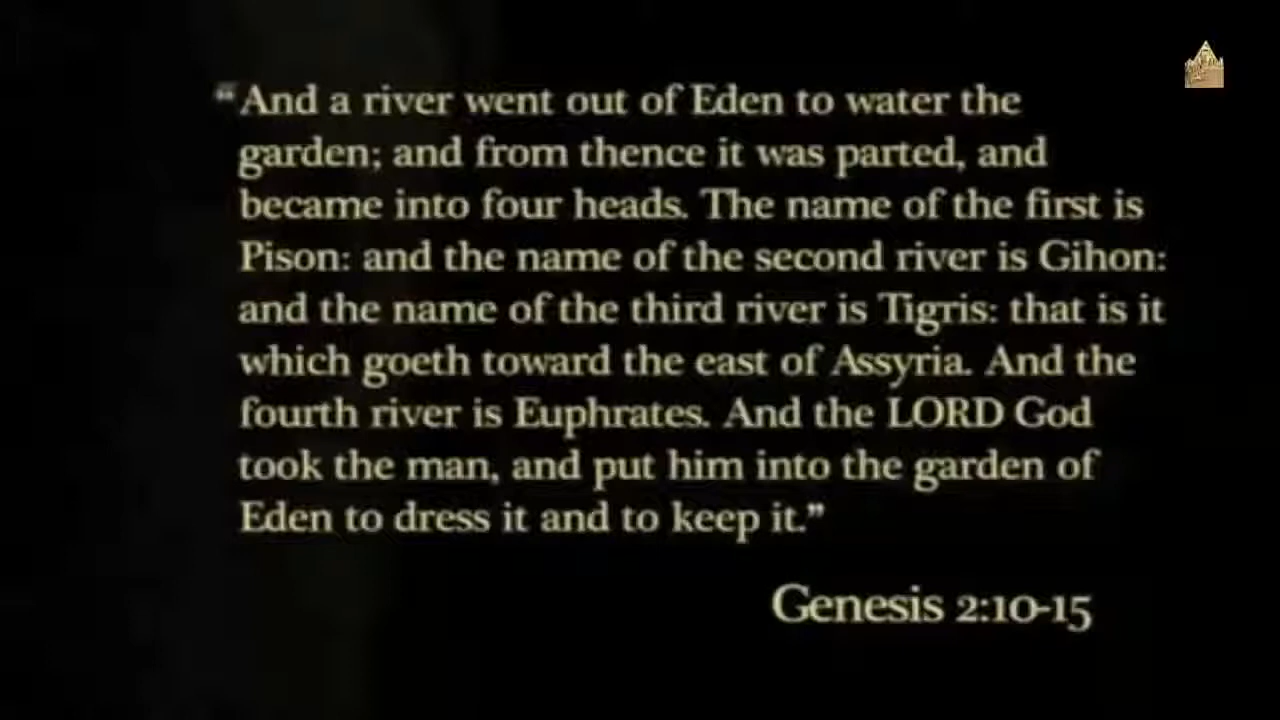 “And a river went out of Eden to water the
garden; and from thence it was parted, and
became into four heads. The name of the first is
Pison: and the name of the second river is Gihon:
and the name of the third river is Tigris: that is it
which goeth toward the east of Assyria. And the
fourth river is Euphrates. And the LORD God
took the man, and put him into the garden of
Eden to dress it and to keep it.”
Genesis 2:10-15